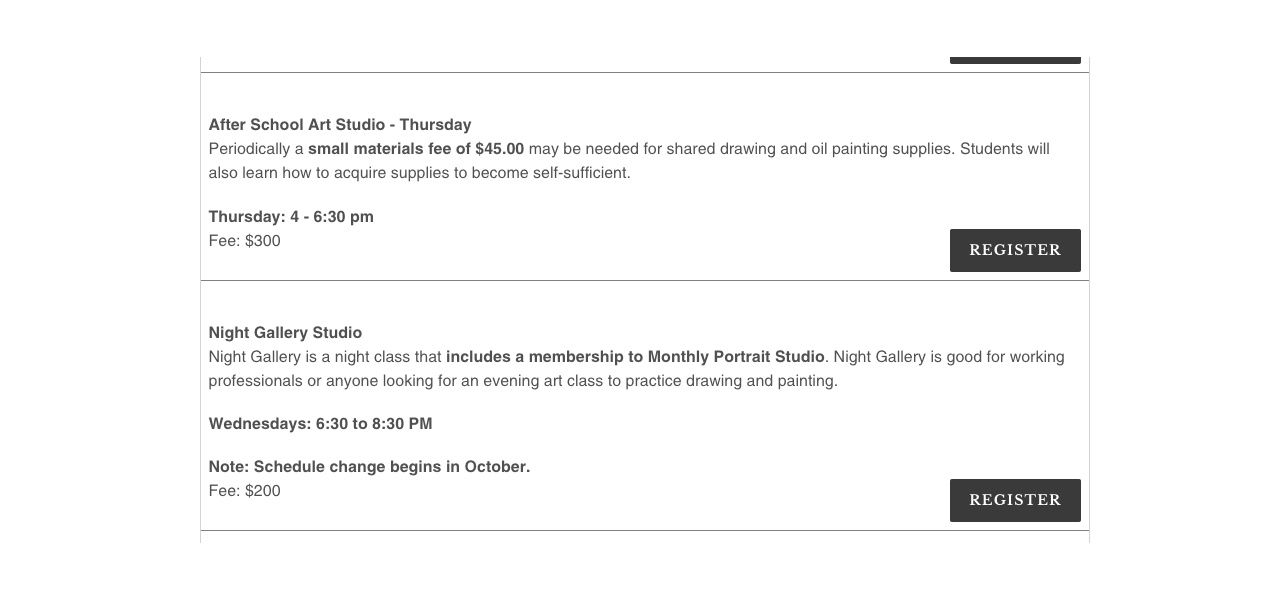 After School Art Studio - Thursday
Periodically a small materials fee of $45.00 may be needed for shared drawing and oil painting supplies. Students will
also learn how to acquire supplies to become self-sufficient.
Thursday: 4 - 6:30 pm
Fee: $300
REGISTER
Night Gallery Studio
Night Gallery is a night class that includes a membership to Monthly Portrait Studio. Night Gallery is good for working
professionals or anyone looking for an evening art class to practice drawing and painting.
Wednesdays: 6:30 to 8:30 PM
Note: Schedule change begins in October.
Fee: $200
REGISTER